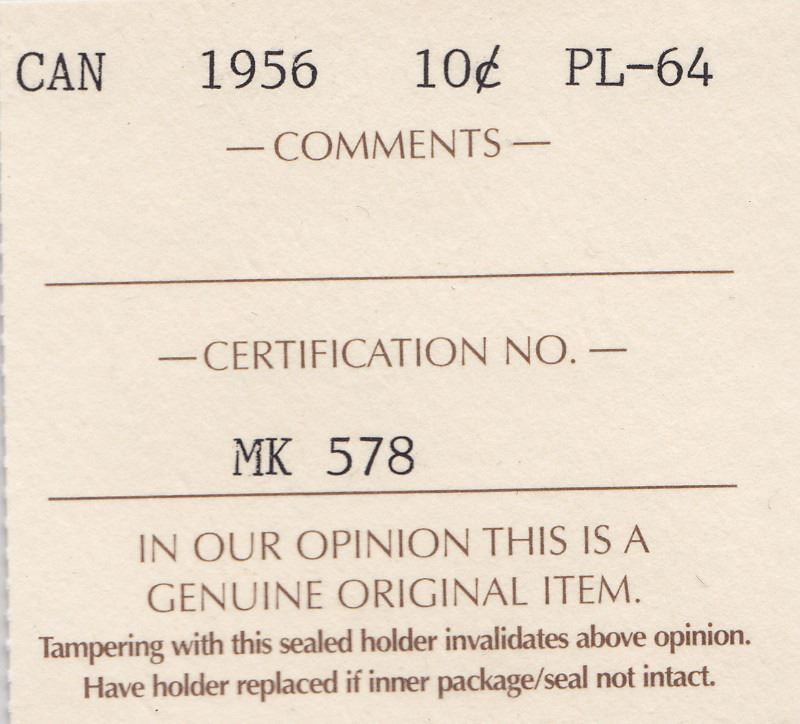 CAN 1956 10¢ PL-64
— COMMENTS —
— CERTIFICATION NO. —
MK 578
IN OUR OPINION THIS IS A
GENUINE ORIGINAL ITEM.
Tampering with this sealed holder invalidates above opinion.
Have holder replaced if inner package/seal not intact.